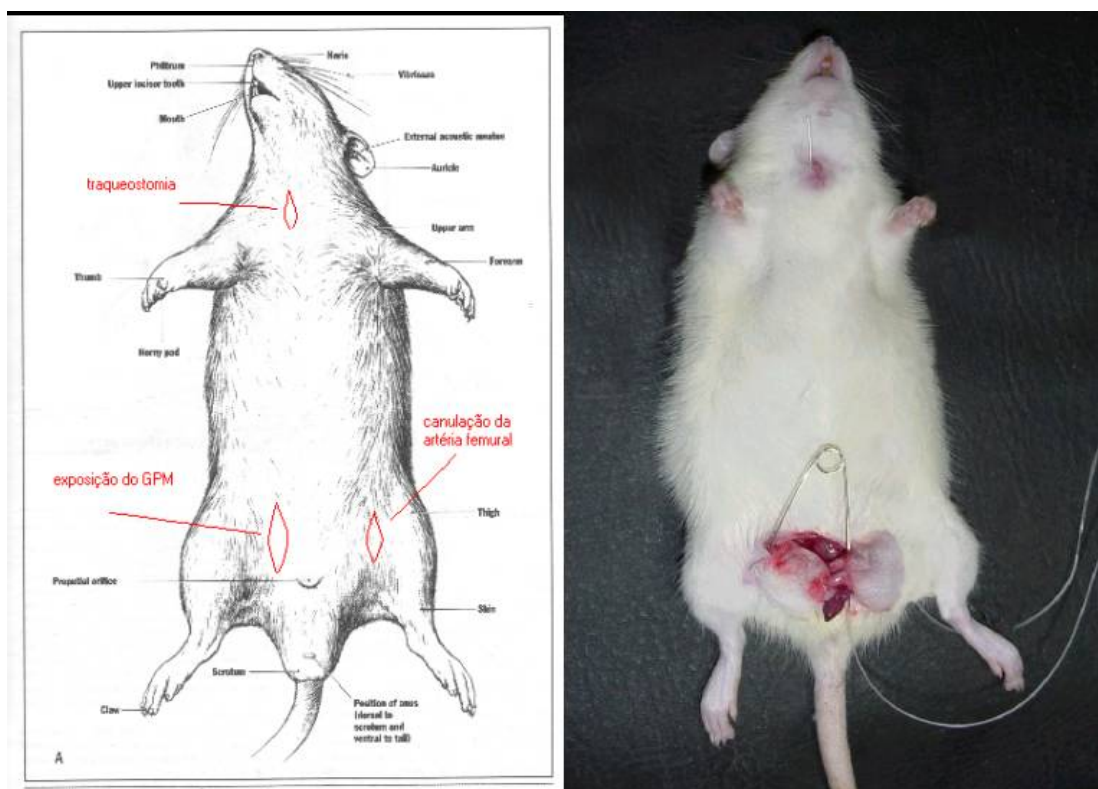 Naris
Philtrum
Vibrissae
Upper incisor tooth
Mouth
External acoustic meatus
Auricle
traqueostomia
Upper arm
Forearm
Thumb
Horny pad
canulação da
artéria femural
exposição do GPM
Thigh
Preputial orifice
Skin
Scrotum
Claw
Position of anus
(dorsal to
scrotum and
ventral to tail)
A